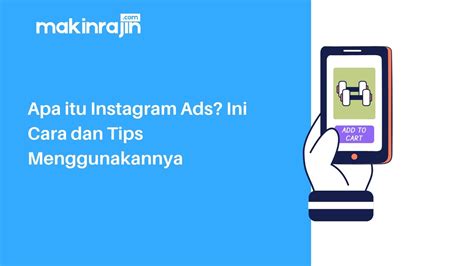 makinrajin
.com
Apa itu Instagram Ads? Ini
Cara dan Tips
Menggunakannya
ADD TO
CART